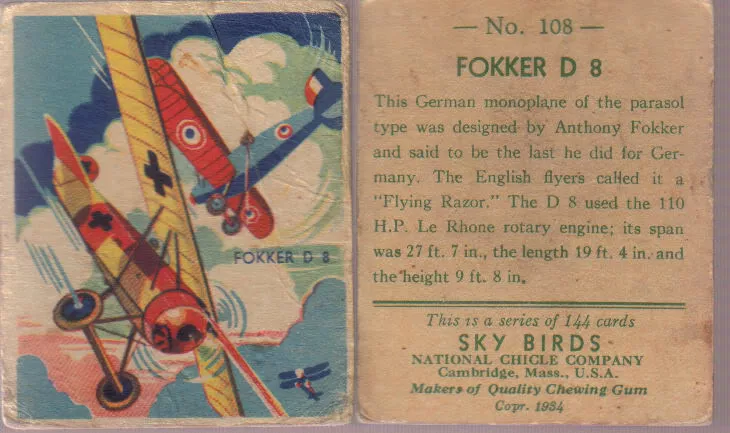 FOKKER D 8
— No. 108 —
FOKKER D 8
This German monoplane of the parasol
type was designed by Anthony Fokker
and said to be the last he did for Ger-
many. The English flyers called it a
"Flying Razor." The D 8 used the 110
H.P. Le Rhone rotary engine; its span
was 27 ft. 7 in., the length 19 ft. 4 in. and
the height 9 ft. 8 in.
This is a series of 144 cards
SKY BIRDS
NATIONAL CHICLE COMPANY
Cambridge, Mass., U.S.A.
Makers of Quality Chewing Gum
Copr. 1934